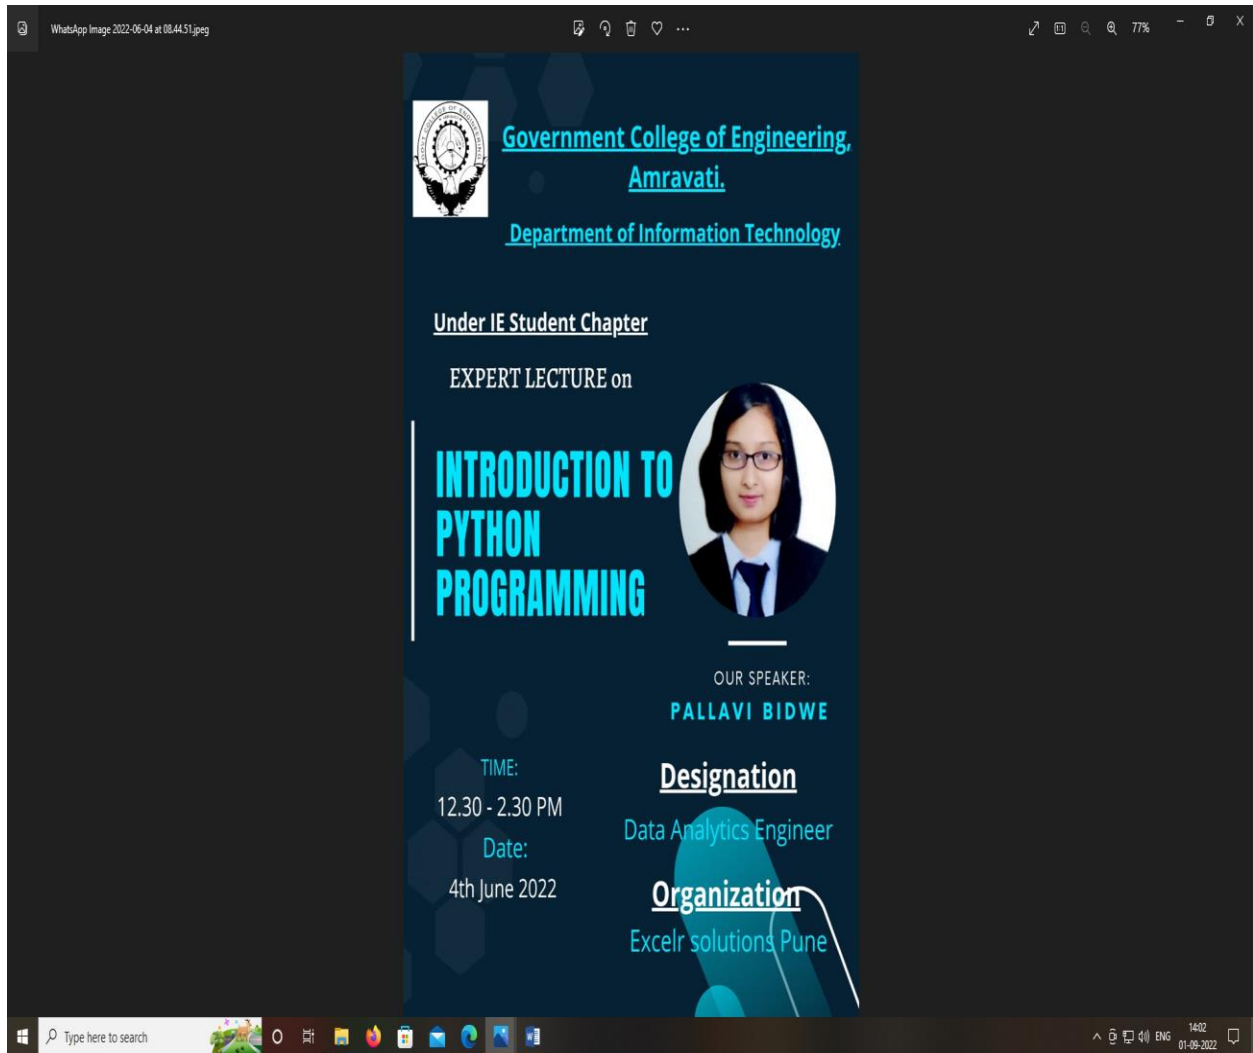 WhatsApp Image 2022-06-04 at 08.44.51.jpeg
77%
Government College of Engineering,
Amravati.
Department of Information Technology
Under IE Student Chapter
EXPERT LECTURE on
INTRODUCTION TO
PYTHON
PROGRAMMING
OUR SPEAKER:
PALLAVI BIDWE
TIME:
12.30 - 2.30 PM
Date:
4th June 2022
Designation
Data Analytics Engineer
Organization
Excelr solutions Pune
Type here to search
ENG
14:02
01-09-2022